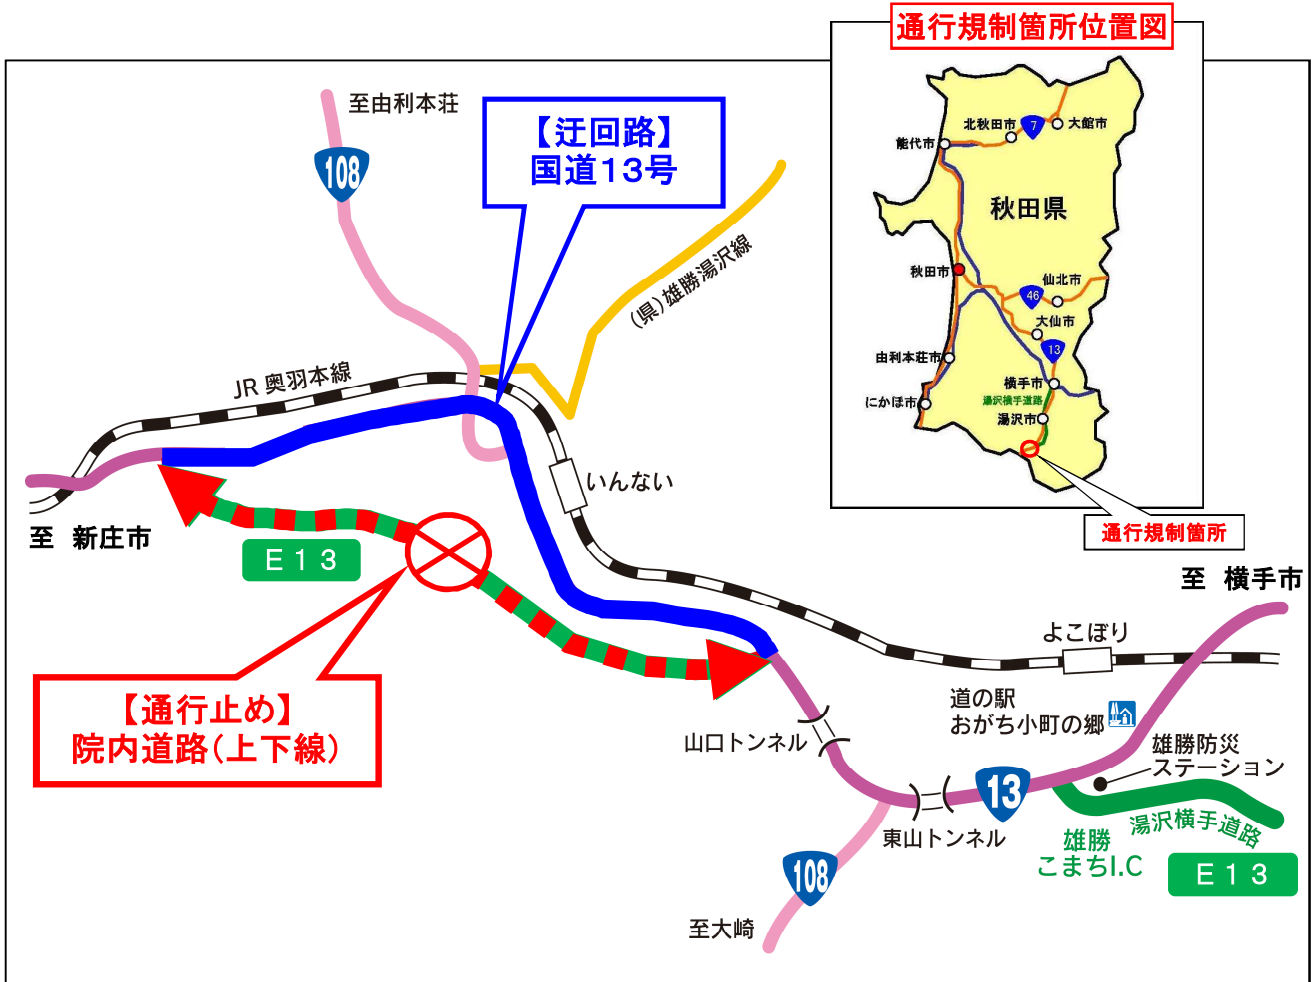 通行規制箇所位置図
北秋田市
7
大館市
能代市
秋田県
秋田市
仙北市
46
大仙市
13
由利本荘市
横手市
湯沢横手道路
にかほ市
湯沢市
通行規制箇所
至由利本荘
108
【迂回路】
国道13号
(県)雄勝湯沢線
JR 奥羽本線
いんない
至 新庄市
E13
【通行止め】
院内道路(上下線)
至 横手市
よこぼり
道の駅
おがち小町の郷
山口トンネル
雄勝防災
ステーション
13
東山トンネル
湯沢横手道路
雄勝
こまちI.C
E13
108
至大崎